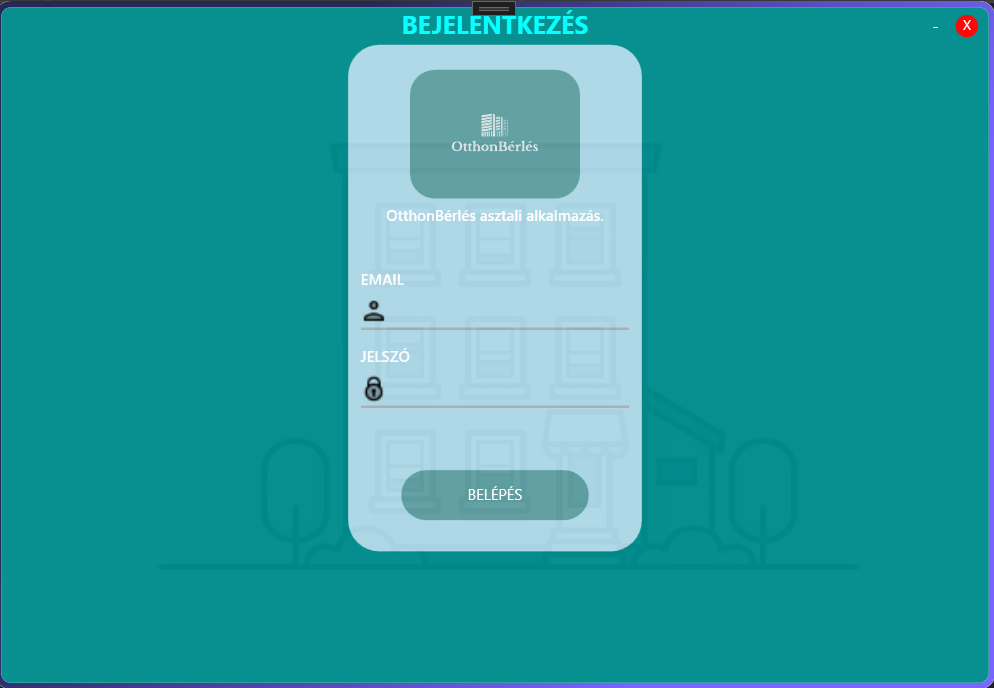 BEJELENTKEZÉS
- X
OtthonBérlés
OtthonBérlés asztali alkalmazás.
EMAIL
JELSZÓ
BELÉPÉS